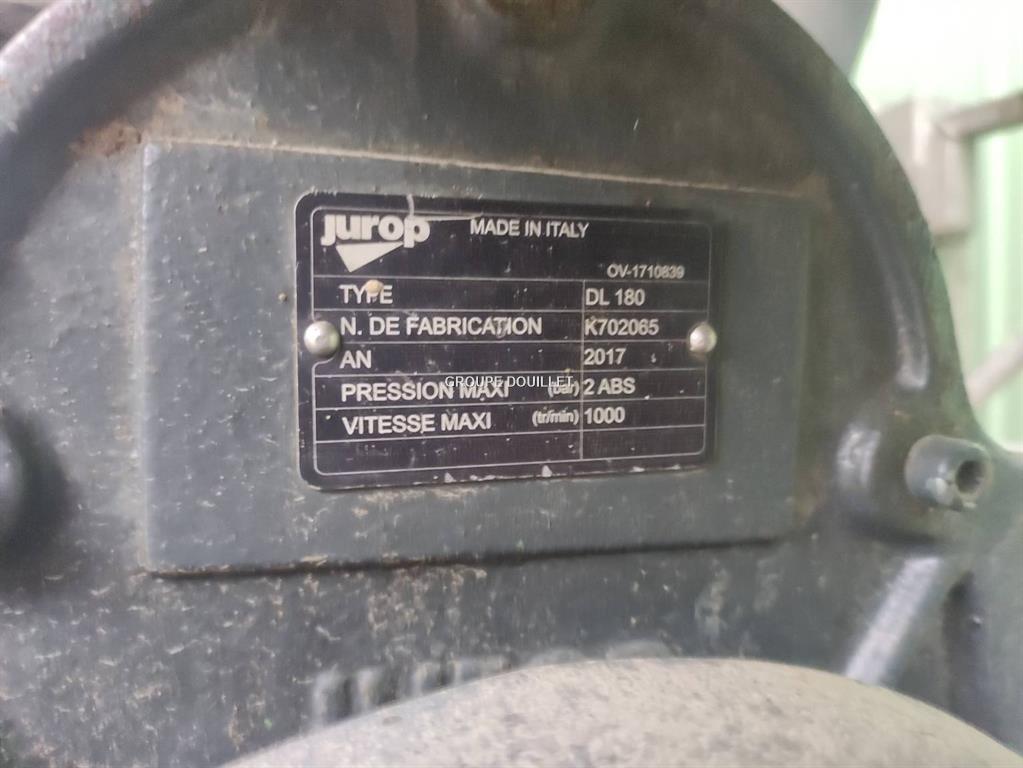 jurop MADE IN ITALY
OV-1710839
TYPE DL 180
N. DE FABRICATION K702065
AN 2017
PRESSION MAXI (bar) 2 ABS
GROUPE DOUILLET
VITESSE MAXI (tr/min) 1000